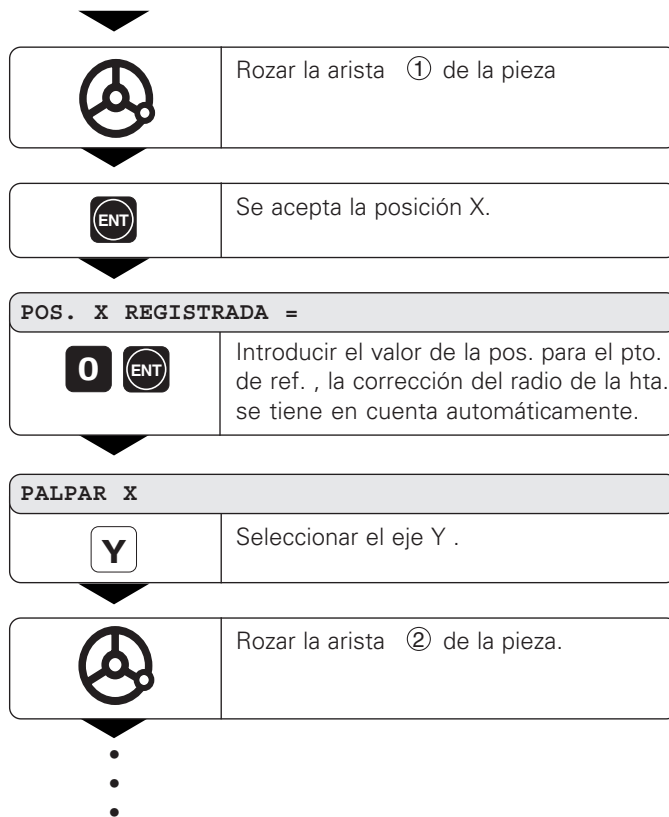 Rozar la arista ① de la pieza
ENT
Se acepta la posición X.
POS. X REGISTRADA =
0 ENT
Introducir el valor de la pos. para el pto.
de ref. , la corrección del radio de la hta.
se tiene en cuenta automáticamente.
PALPAR X
Y
Seleccionar el eje Y .
Rozar la arista ② de la pieza.